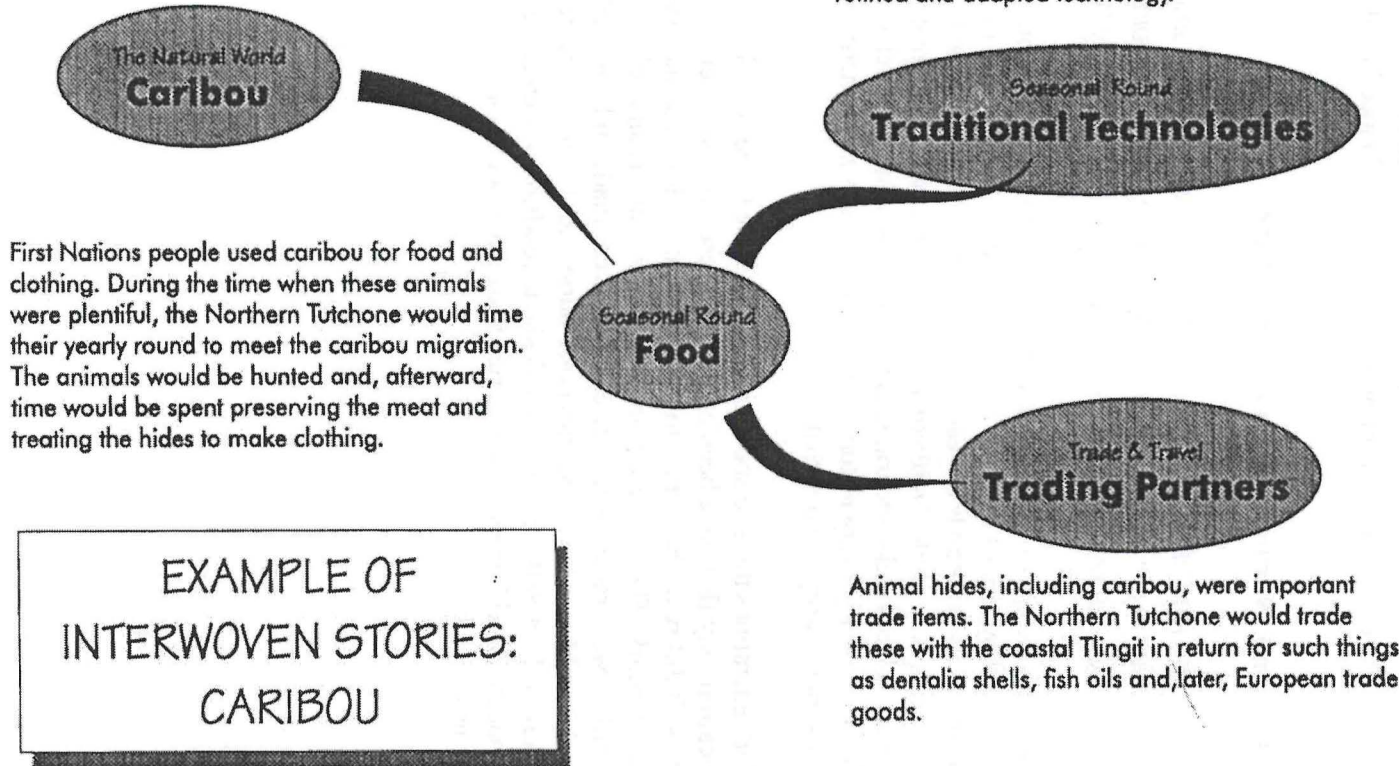 refined and adapted technology.
The Natural World
Caribou
Seasonal Round
Traditional Technologies
First Nations people used caribou for food and
clothing. During the time when these animals
were plentiful, the Northern Tutchone would time
their yearly round to meet the caribou migration.
The animals would be hunted and, afterward,
time would be spent preserving the meat and
treating the hides to make clothing.
Seasonal Round
Food
Trade & Travel
Trading Partners
Animal hides, including caribou, were important
trade items. The Northern Tutchone would trade
these with the coastal Tlingit in return for such things
as dentalia shells, fish oils and,later, European trade
goods.
EXAMPLE OF
INTERWOVEN STORIES:
CARIBOU